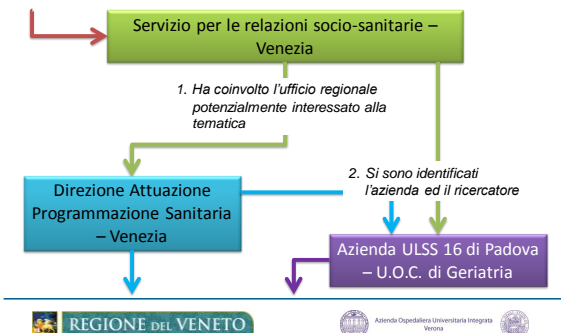 Servizio per le relazioni socio-sanitarie –
Venezia
1. Ha coinvolto l'ufficio regionale
potenzialmente interessato alla
tematica
2. Si sono identificati
l'azienda ed il ricercatore
Direzione Attuazione
Programmazione Sanitaria
– Venezia
Azienda ULSS 16 di Padova
– U.O.C. di Geriatria
REGIONE DEL VENETO
Azienda Ospedaliera Universitaria Integrata
Verona